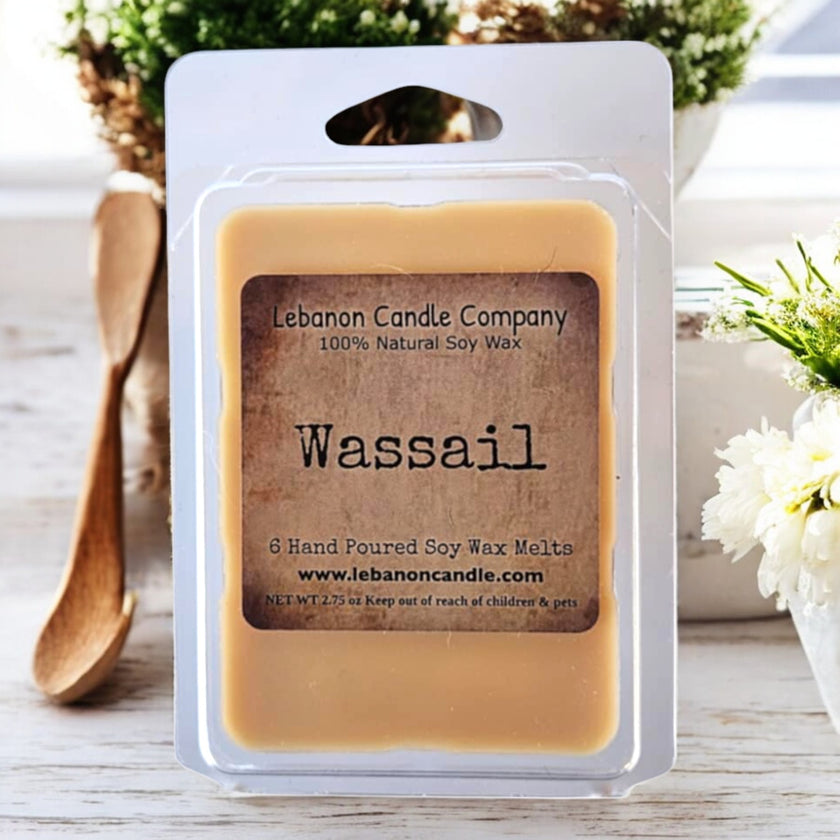 Lebanon Candle Company
100% Natural Soy Wax
Wassail
6 Hand Poured Soy Wax Melts
www.lebanoncandle.com
NET WT 2.75 oz Keep out of reach of children & pets